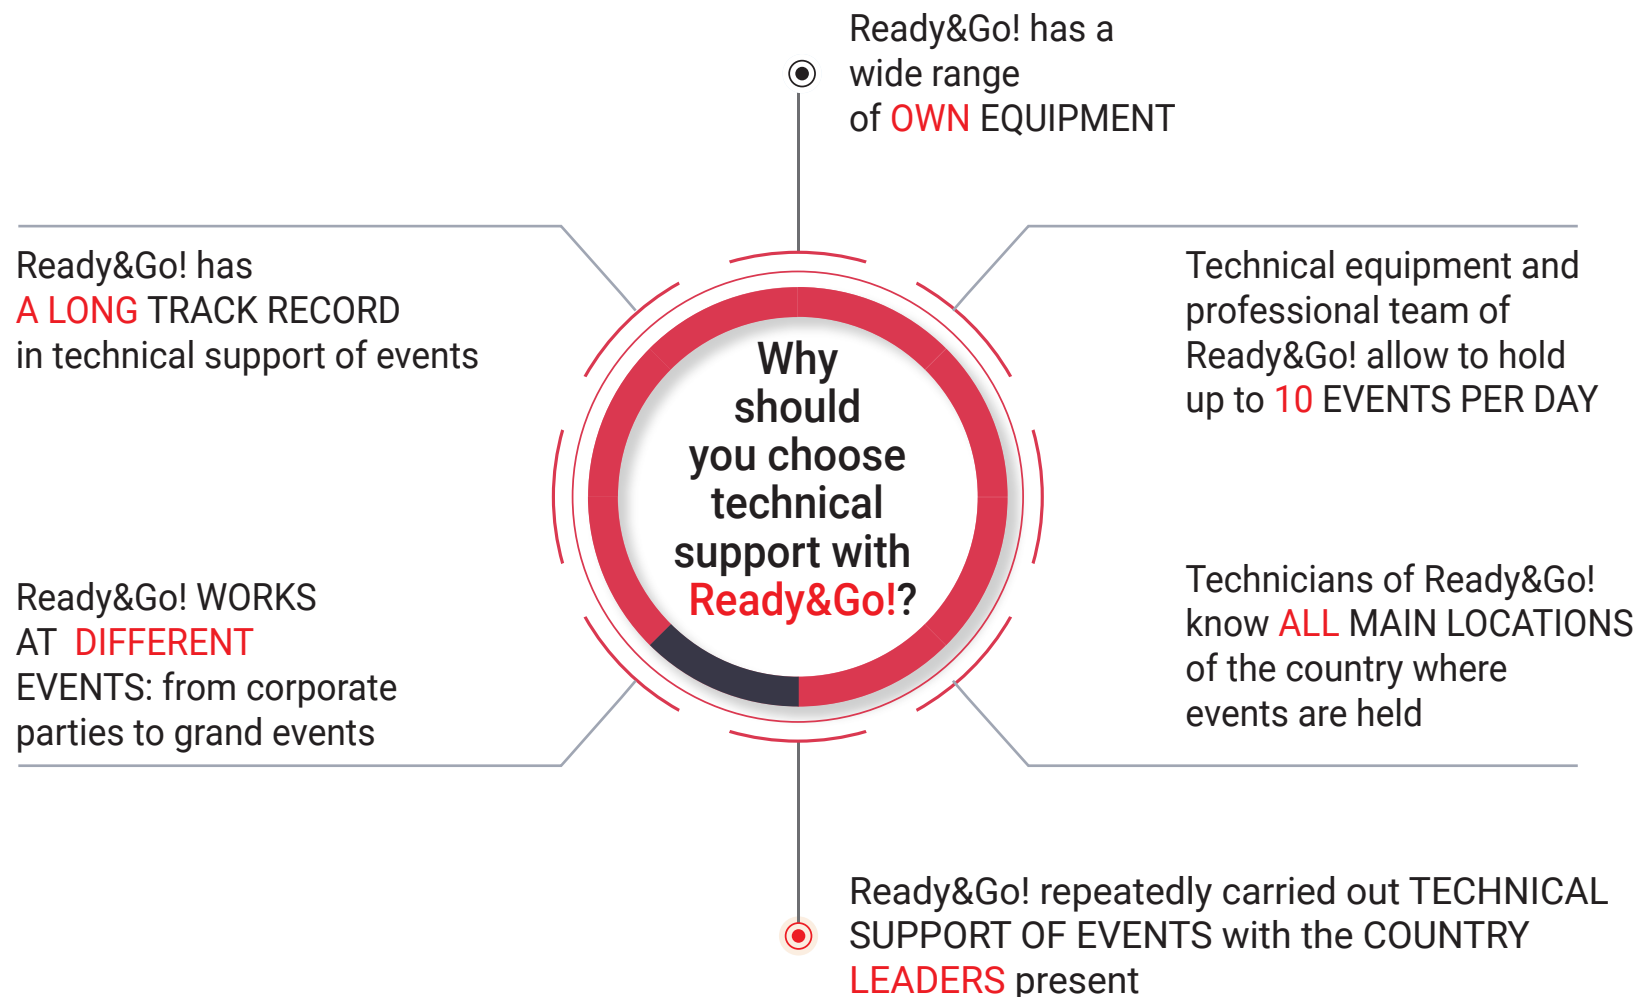 Ready&Go! has a
wide range
of OWN EQUIPMENT
Ready&Go! has
A LONG TRACK RECORD
in technical support of events
Technical equipment and
professional team of
Ready&Go! allow to hold
up to 10 EVENTS PER DAY
Why
should
you choose
technical
support with
Ready&Go!?
Ready&Go! WORKS
AT DIFFERENT
EVENTS: from corporate
parties to grand events
Technicians of Ready&Go!
know ALL MAIN LOCATIONS
of the country where
events are held
Ready&Go! repeatedly carried out TECHNICAL
SUPPORT OF EVENTS with the COUNTRY
LEADERS present